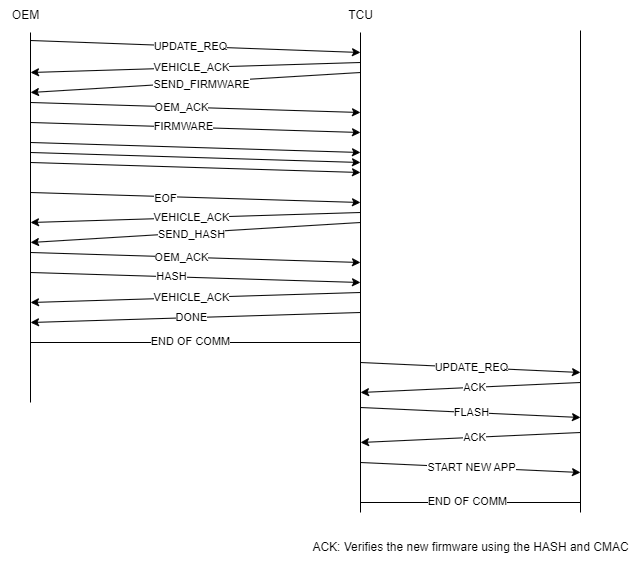 OEM
TCU
UPDATE_REQ
VEHICLE_ACK
SEND_FIRMWARE
OEM_ACK
FIRMWARE
EOF
VEHICLE_ACK
SEND_HASH
OEM_ACK
HASH
VEHICLE_ACK
DONE
END OF COMM
UPDATE_REQ
ACK
FLASH
ACK
START NEW APP
END OF COMM
ACK: Verifies the new firmware using the HASH and CMAC